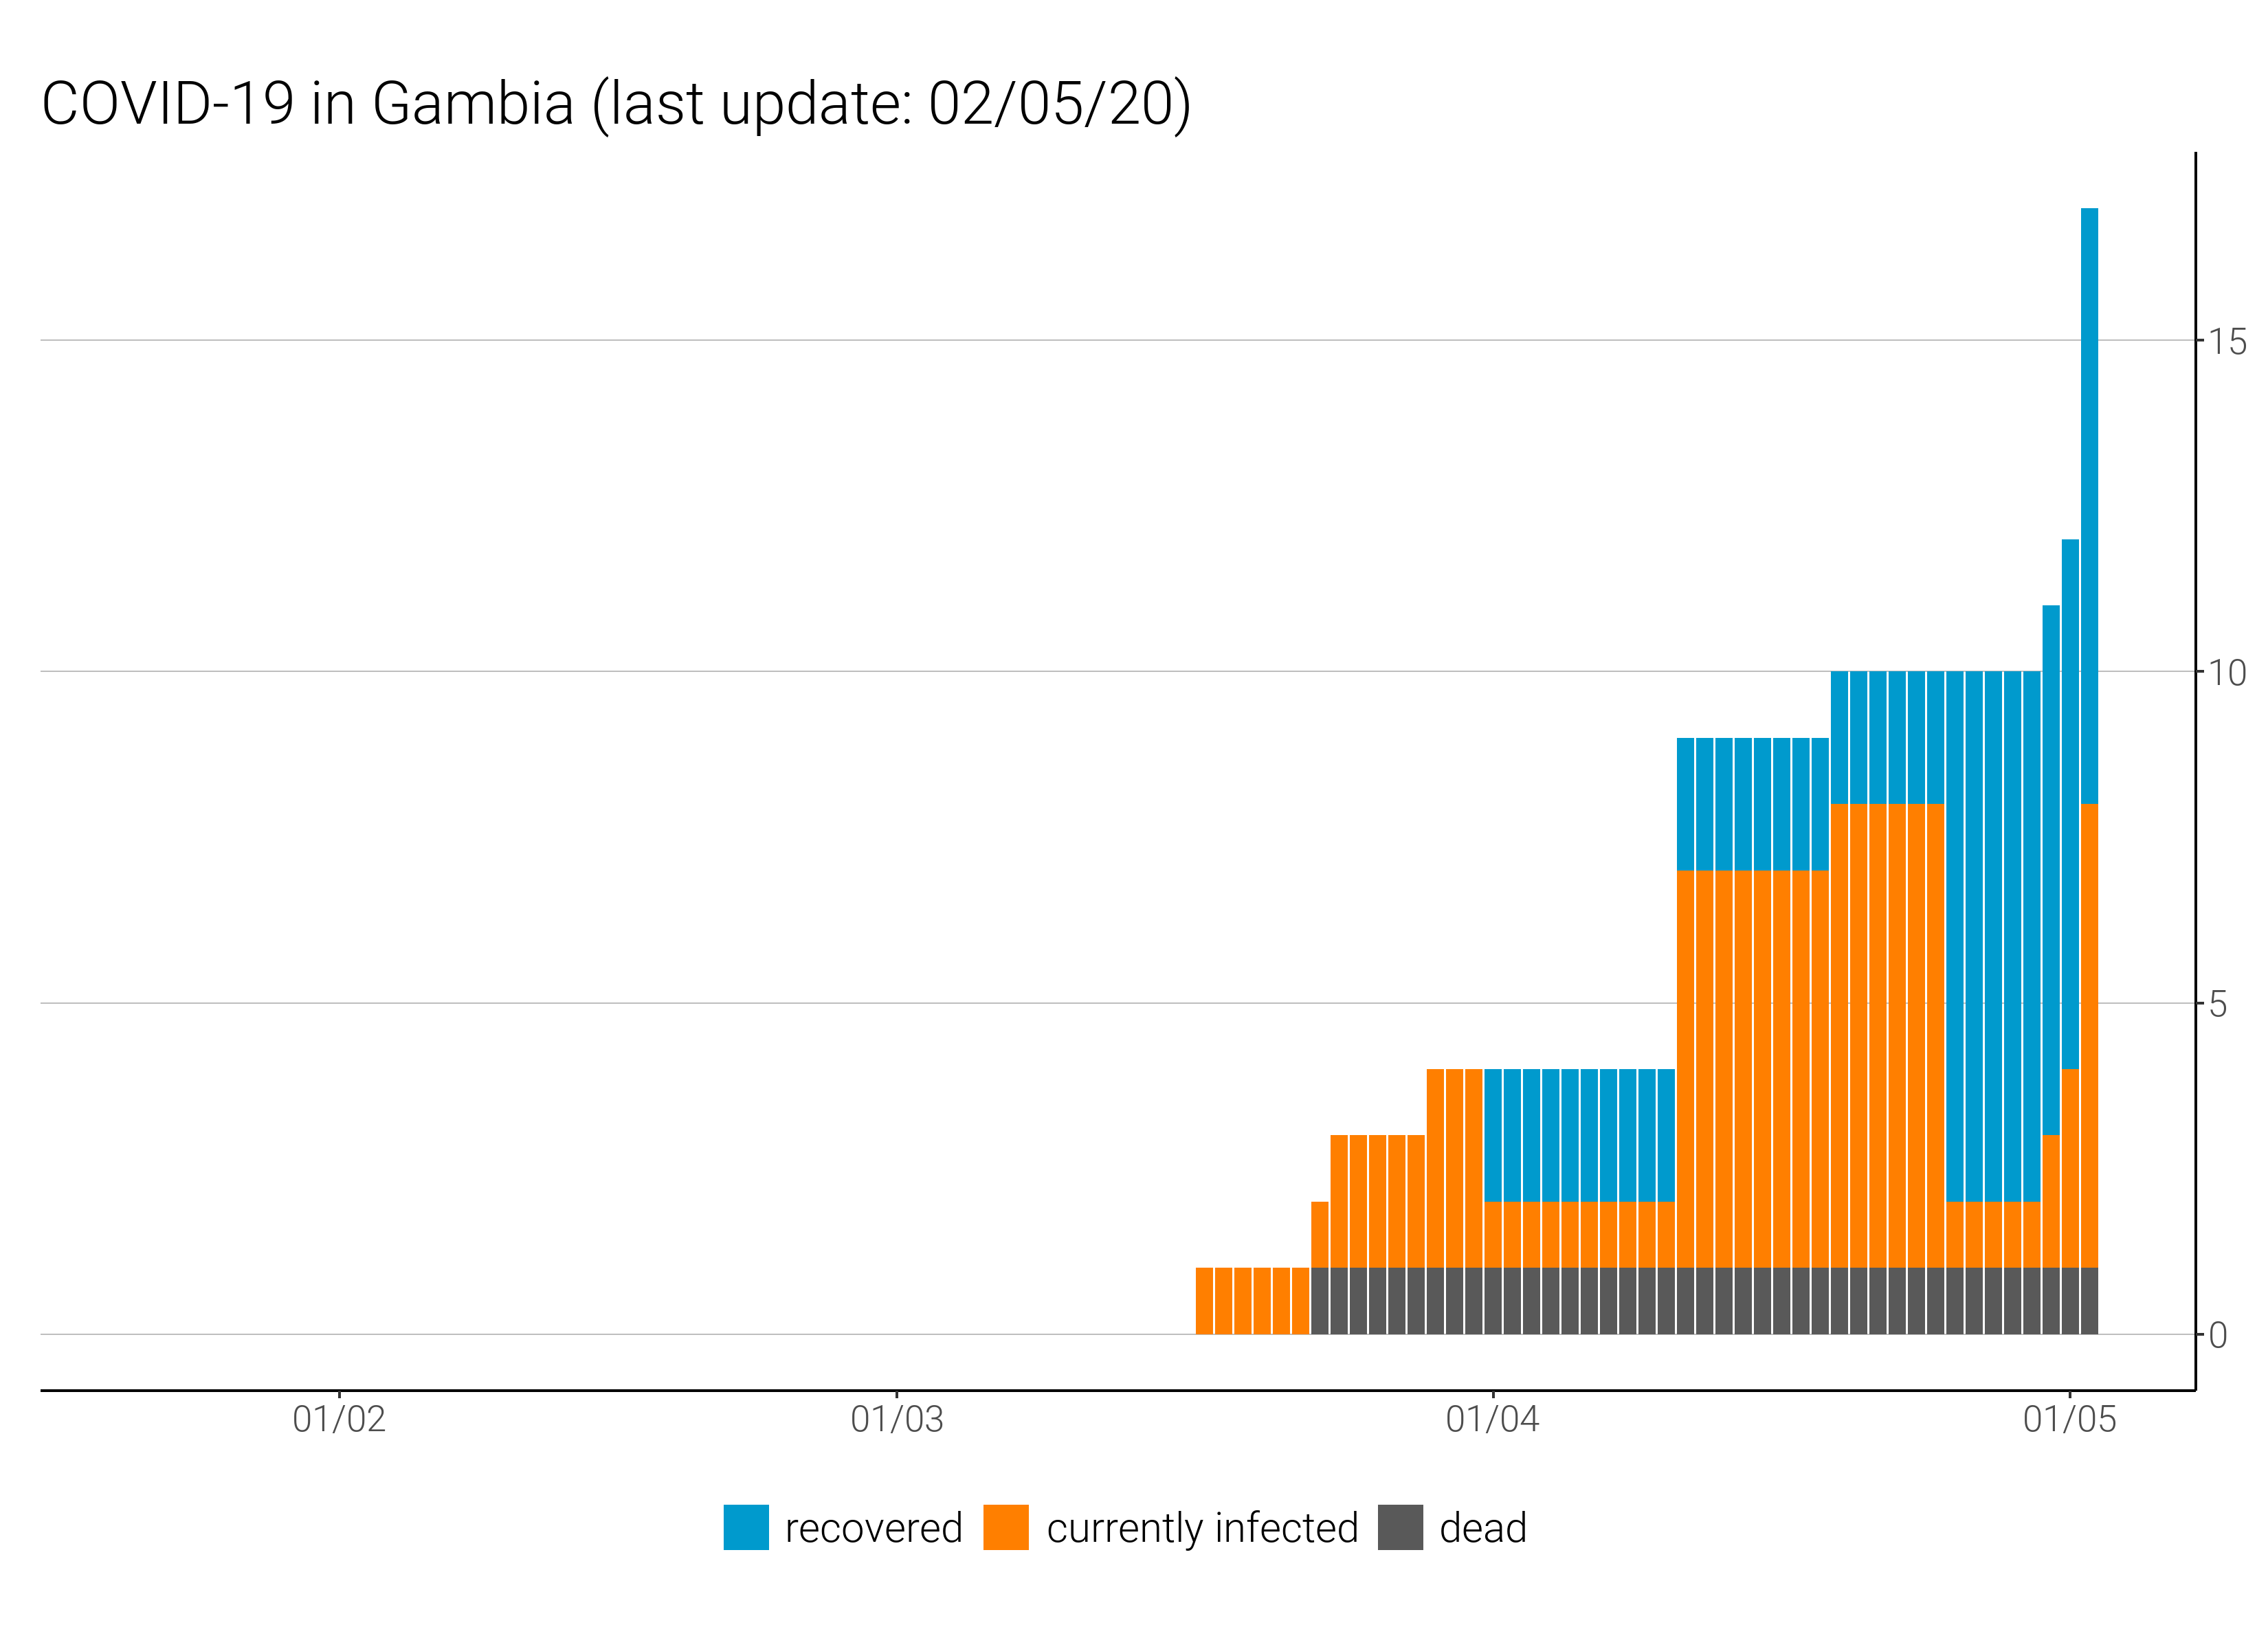 COVID-19 in Gambia (last update: 02/05/20)
15
10
5
0
01/02 01/03 01/04 01/05
recovered currently infected dead